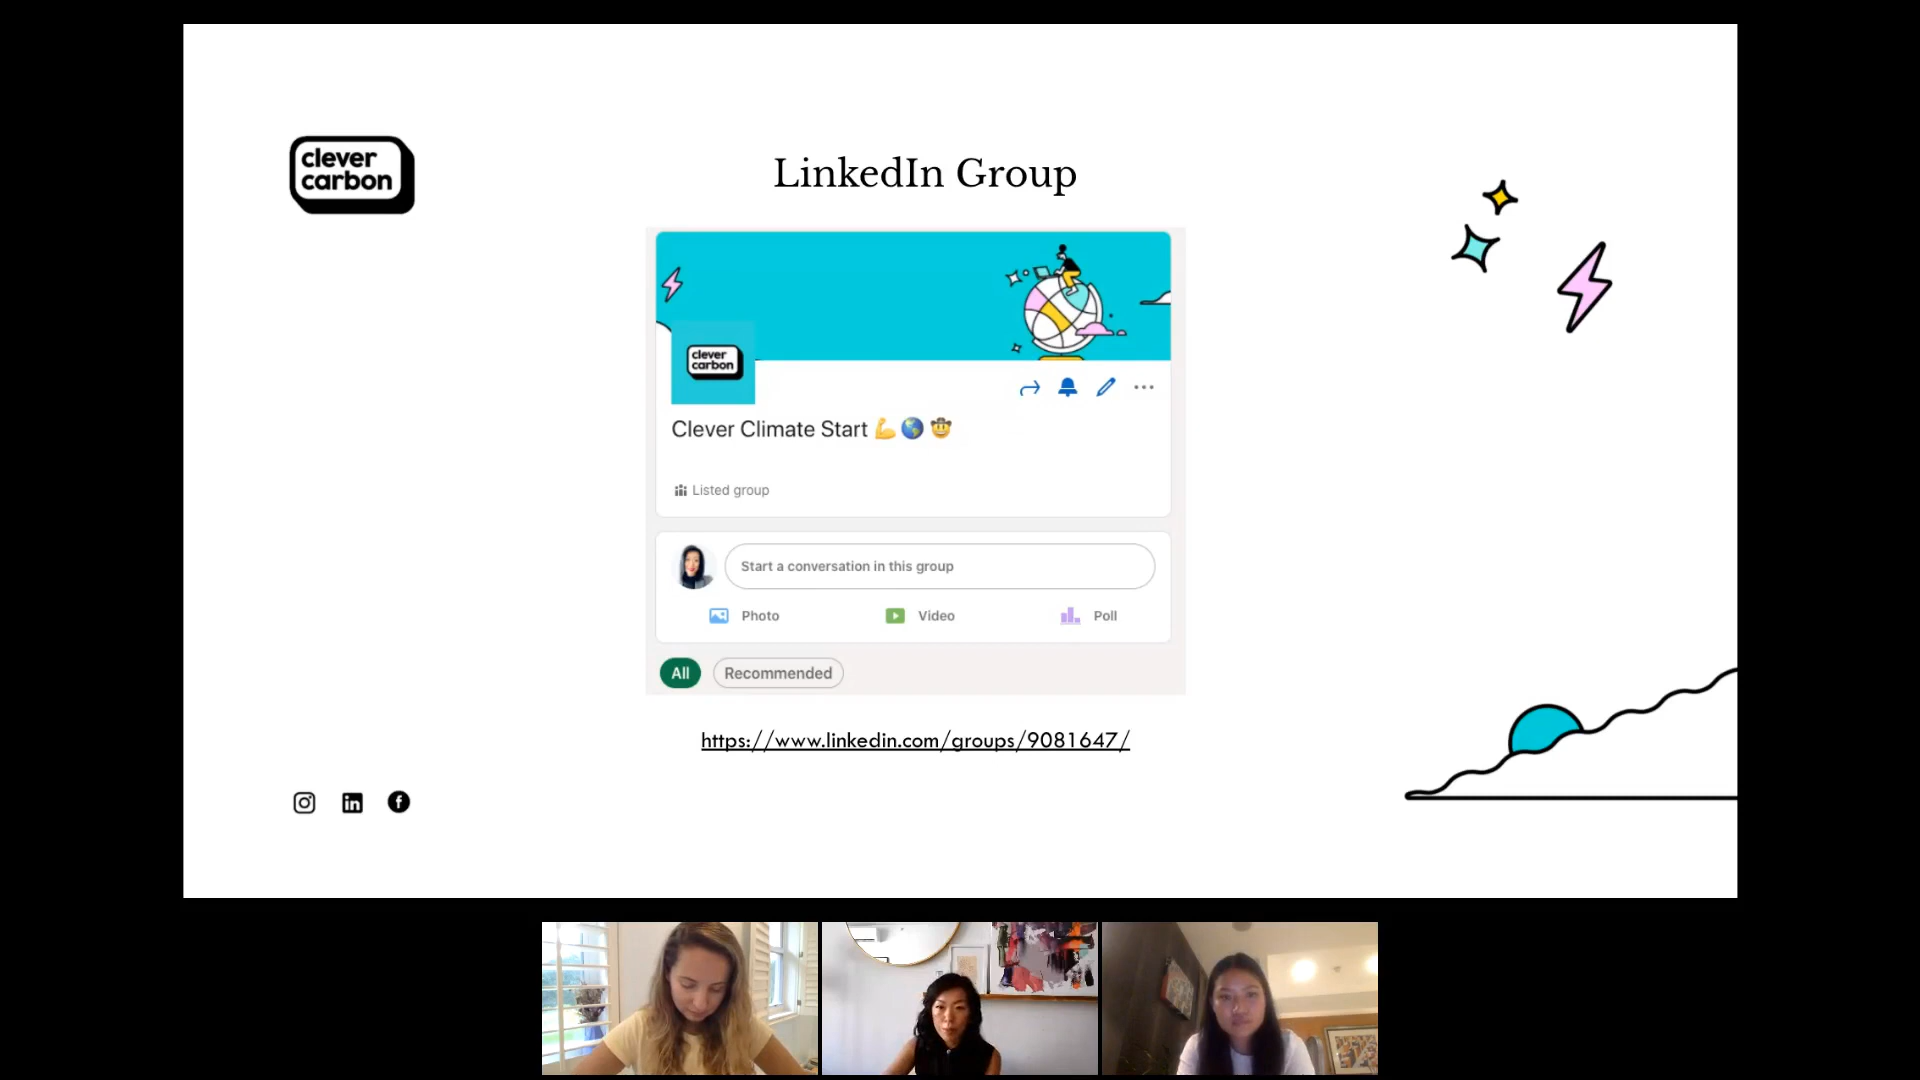 clever
carbon
LinkedIn Group
clever
carbon
Clever Climate Start
Listed group
Start a conversation in this group
Photo
Video
Poll
All
Recommended
https://www.linkedin.com/groups/9081647/
in
f